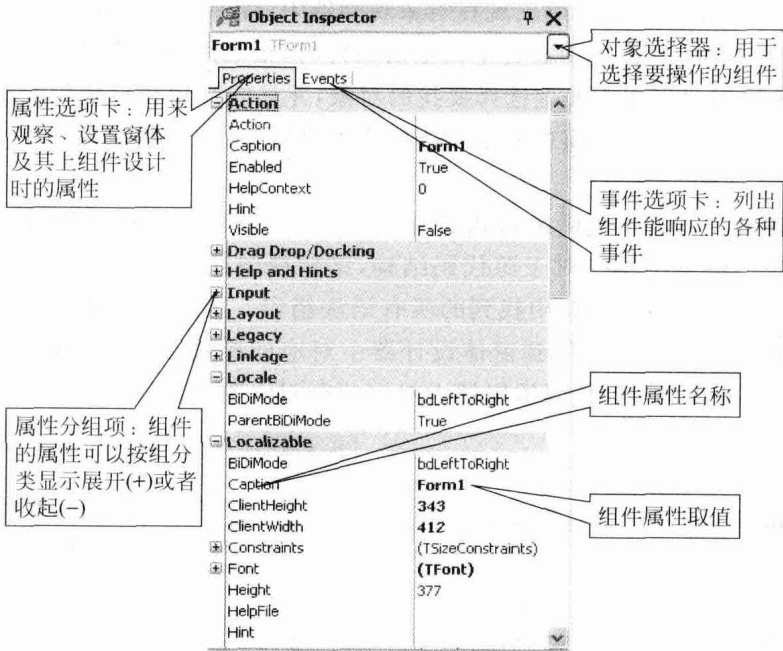 Object Inspector
Form1 TForm1
对象选择器：用于
选择要操作的组件
Properties Events
属性选项卡：用来
观察、设置窗体
及其上组件设计
时的属性
Action
Action
Caption Form1
Enabled True
HelpContext 0
Hint
Visible False
事件选项卡：列出
组件能响应的各种
事件
Drag Drop/Docking
Help and Hints
Input
Layout
Legacy
Linkage
Locale
BiDiMode bdLeftToRight
ParentBiDiMode True
组件属性名称
属性分组项：组件
的属性可以按组分
类显示展开(+)或者
收起(-)
Localizable
BiDiMode bdLeftToRight
Caption Form1
ClientHeight 343
ClientWidth 412
组件属性取值
Constraints (TSizeConstraints)
Font (TFont)
Height 377
HelpFile
Hint